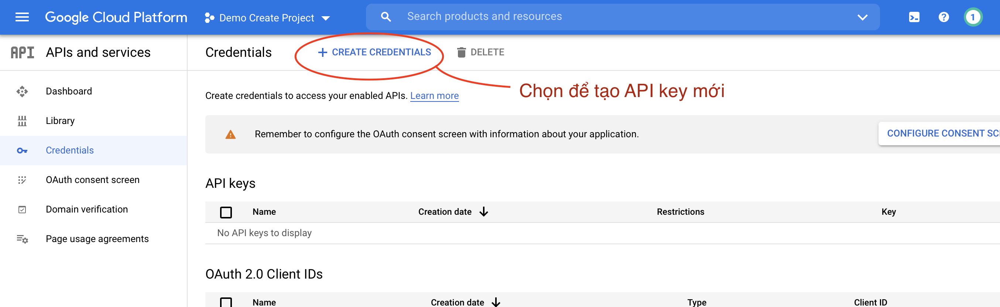 Google Cloud Platform
Demo Create Project
Search products and resources
1
API
APIs and services
Credentials
CREATE CREDENTIALS
DELETE
Dashboard
Library
Credentials
OAuth consent screen
Domain verification
Page usage agreements
Create credentials to access your enabled APIs. Learn more
Chọn để tạo API key mới
Remember to configure the OAuth consent screen with information about your application.
CONFIGURE CONSENT
API keys
Name Creation date Restrictions Key
No API keys to display
OAuth 2.0 Client IDs
Name Creation date Type Client ID